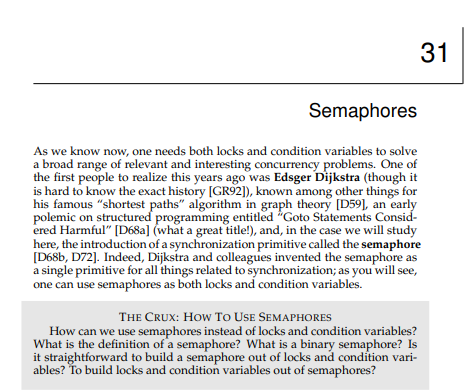 31
Semaphores
As we know now, one needs both locks and condition variables to solve
a broad range of relevant and interesting concurrency problems. One of
the first people to realize this years ago was Edsger Dijkstra (though it
is hard to know the exact history [GR92]), known among other things for
his famous “shortest paths” algorithm in graph theory [D59], an early
polemic on structured programming entitled “Goto Statements Consid-
ered Harmful” [D68a] (what a great title!), and, in the case we will study
here, the introduction of a synchronization primitive called the semaphore
[D68b, D72]. Indeed, Dijkstra and colleagues invented the semaphore as
a single primitive for all things related to synchronization; as you will see,
one can use semaphores as both locks and condition variables.
THE CRUX: HOW TO USE SEMAPHORES
How can we use semaphores instead of locks and condition variables?
What is the definition of a semaphore? What is a binary semaphore? Is
it straightforward to build a semaphore out of locks and condition vari-
ables? To build locks and condition variables out of semaphores?